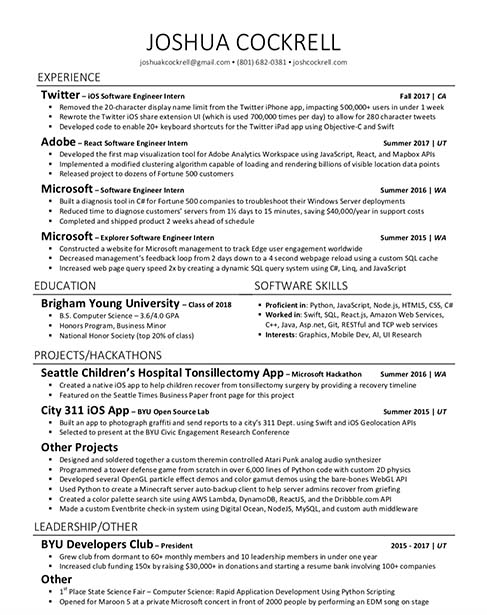 JOSHUA COCKRELL
joshuacockrell@gmail.com • (801) 682-0381 • joshcockrell.com
EXPERIENCE
Twitter – iOS Software Engineer Intern Fall 2017 | CA
▪ Removed the 20-character display name limit from the Twitter iPhone app, impacting 500,000+ users in under 1 week
▪ Rewrote the Twitter iOS share extension UI (which is used 700,000 times per day) to allow for 280 character tweets
▪ Developed code to enable 20+ keyboard shortcuts for the Twitter iPad app using Objective-C and Swift
Adobe – React Software Engineer Intern Summer 2017 | UT
▪ Developed the first map visualization tool for Adobe Analytics Workspace using JavaScript, React, and Mapbox APIs
▪ Implemented a modified clustering algorithm capable of loading and rendering billions of visible location data points
▪ Released project to dozens of Fortune 500 customers
Microsoft – Software Engineer Intern Summer 2016 | WA
▪ Built a diagnosis tool in C# for Fortune 500 companies to troubleshoot their Windows Server deployments
▪ Reduced time to diagnose customers from 1½ days to 15 minutes, saving $40,000/year in support costs
▪ Completed and shipped product 2 weeks ahead of schedule
Microsoft – Explorer Software Engineer Intern Summer 2015 | WA
▪ Constructed a website for Microsoft management to track Edge user engagement worldwide
▪ Decreased management’s feedback loop from 2 days down to a 2 second webpage reload using a custom SQL cache
▪ Increased web page query speed 2x by creating a dynamic SQL query generator using C#, Linq, and JavaScript
EDUCATION
Brigham Young University – Class of 2018
▪ B.S. Computer Science – 3.6/4.0 GPA
▪ Honors Program, Business Minor
▪ National Honor Society (top 20% of class)
SOFTWARE SKILLS
▪ Proficient in: Python, JavaScript, Node.js, HTML5, CSS, C#
▪ Worked in: Swift, SQL, React.js, Amazon Web Services,
C++, Angular.js, Git, RESTful and TCP web services
▪ Interests: Graphics, Mobile Dev, AI, UI Research
PROJECTS/HACKATHONS
Seattle Children’s Hospital Tonsillectomy App – Microsoft Hackathon Summer 2016 | WA
▪ Created a native iOS app to help children recover from tonsillectomy surgery by providing a recovery timeline
▪ Featured on the Seattle Business Paper front page
City 311 iOS App – BYU Open Source Lab Summer 2015 | UT
▪ Built an app to photograph graffiti and send reports to a city’s 311 Dept. using Swift and iOS Geolocation APIs
▪ Selected to present at the BYU Civic Engagement Research Conference
Other Projects
▪ Designed and soldered together a custom theremin controlled Atari Punk analog audio synthesizer
▪ Programmed a tower defense game from scratch in over 6,000 lines of Python code with custom 2D physics
▪ Developed several OpenGL particle effect demos and color gamut demos using the bare-bones WebGL API
▪ Used Python to create a Minecraft server auto-backup client to help server admins recover from griefing
▪ Created a color palettes search site using AWS Lambda, DynamoDB, ReactJS, and the Dribbble.com API
▪ Implemented a Catchbox event system using Digital Ocean, NodeJS, MySQL, and custom auth middleware
LEADERSHIP/OTHER
BYU Developers Club – President 2015 - 2017 | UT
▪ Grew club from dormant to 60+ monthly members and 10 leadership members in under one year
▪ Increased club funding 150x by raising $30,000+ in donations and starting a recurring company sponsorship program
Other
▪ 1st Place State Science Fair – Computer Science: Rapid Application Development Using Python Scripting
▪ Opened for Maroon 5 at a private concert in front of 2000 people by performing an EDM song on stage